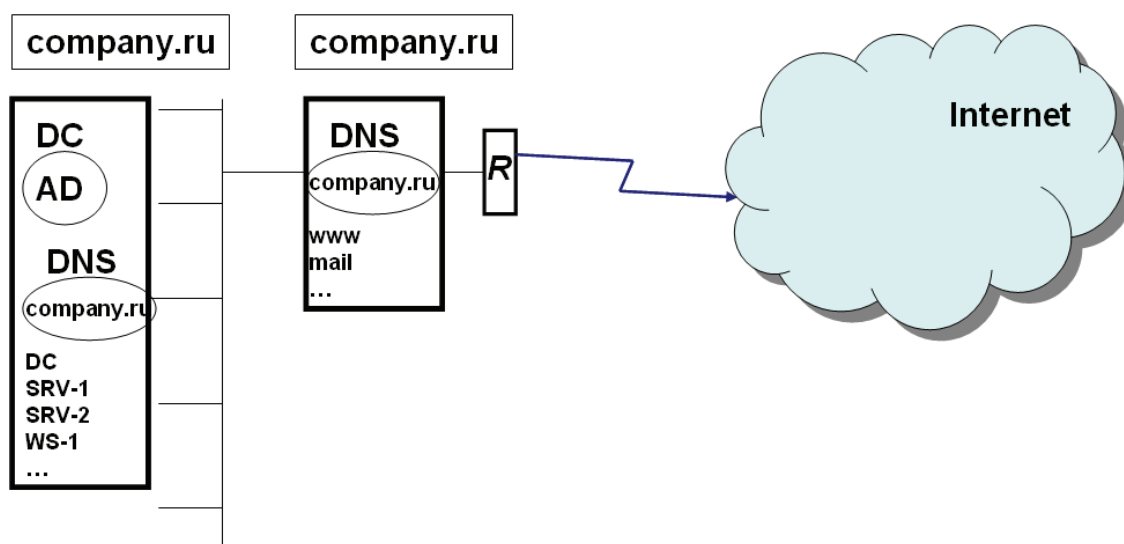 company.ru
company.ru
DC
AD
DNS
company.ru
DC
SRV-1
SRV-2
WS-1
...
DNS
company.ru
www
mail
...
R
Internet